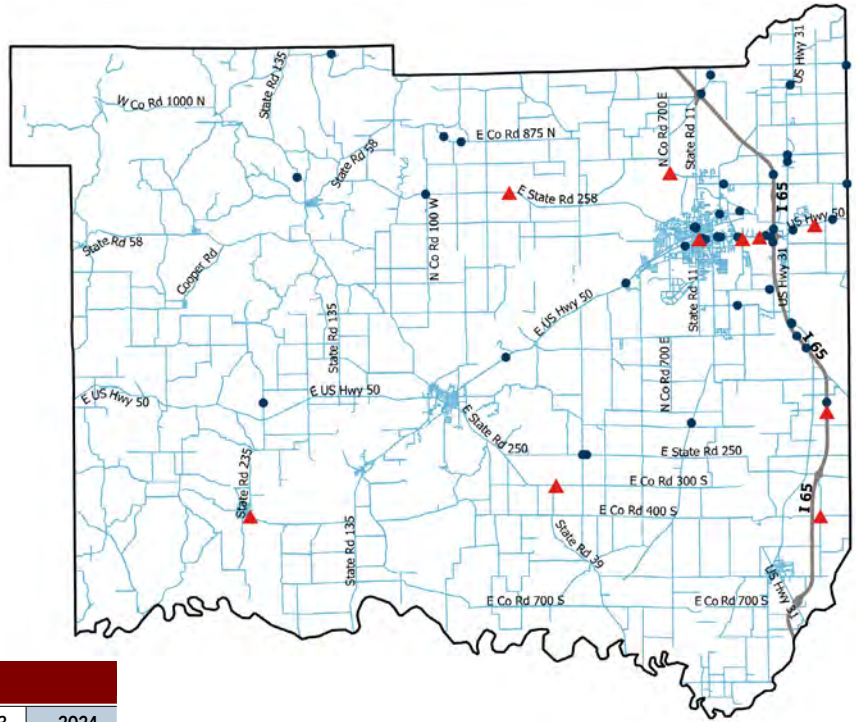 US Hwy 31
State Rd 135
W Co Rd 1000 N
State Rd 11
N Co Rd 700 E
E Co Rd 875 N
State Rd 58
I 65
E State Rd 258
US Hwy 50
N Co Rd 100 W
State Rd 58
Cooper Rd
US Hwy 31
State Rd 11
E US Hwy 50
State Rd 135
I 65
N Co Rd 700 E
E US Hwy 50
E US Hwy 50
E State Rd 250
E State Rd 250
State Rd 235
E Co Rd 300 S
I 65
E Co Rd 400 S
State Rd 135
State Rd 39
US Hwy 31
E Co Rd 700 S
E Co Rd 700 S
2024